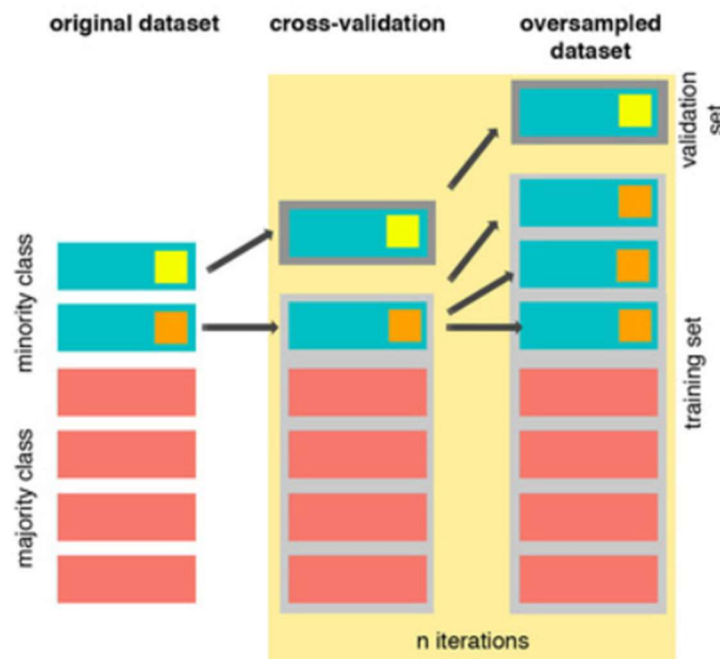 original dataset
cross-validation
oversampled
dataset
validation
set
minority class
training set
majority class
n iterations